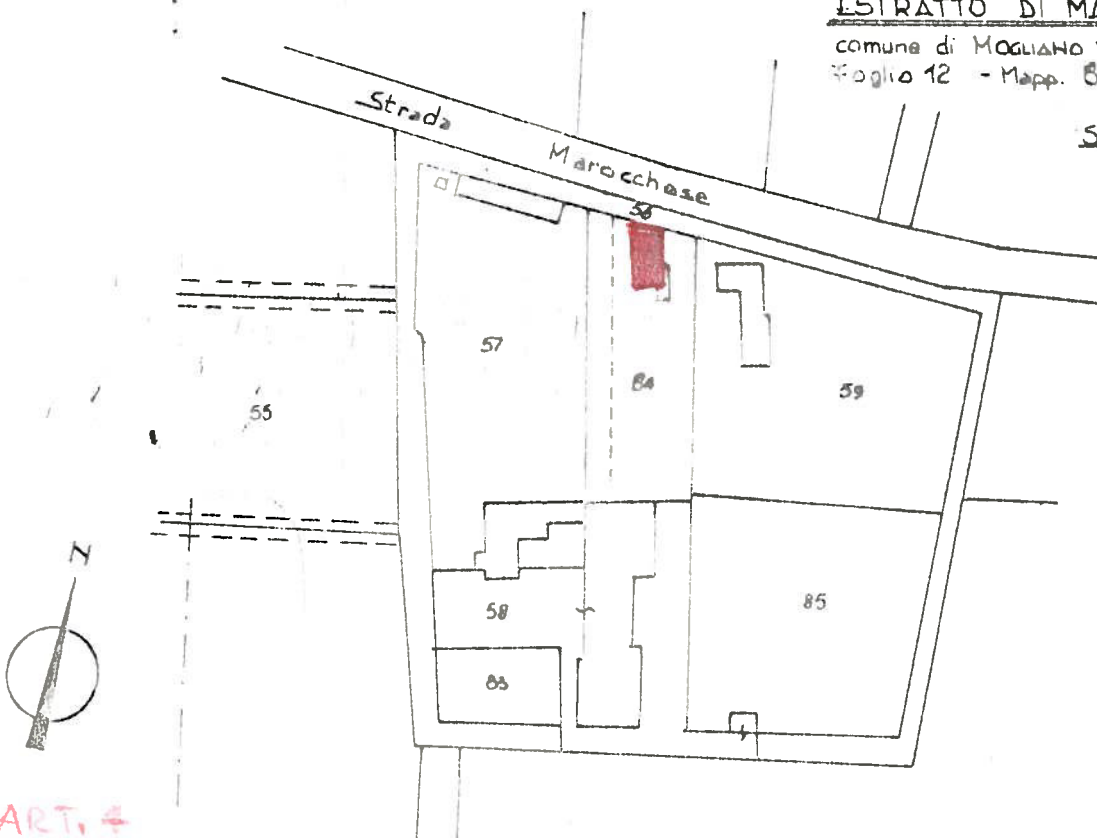 ESTRATTO DI MA
comune di MOGLIANO
Foglio 12 - Mapp. 8
S
Strada Marocchese
56
57
84
59
55
58
85
83
N
ART. 4